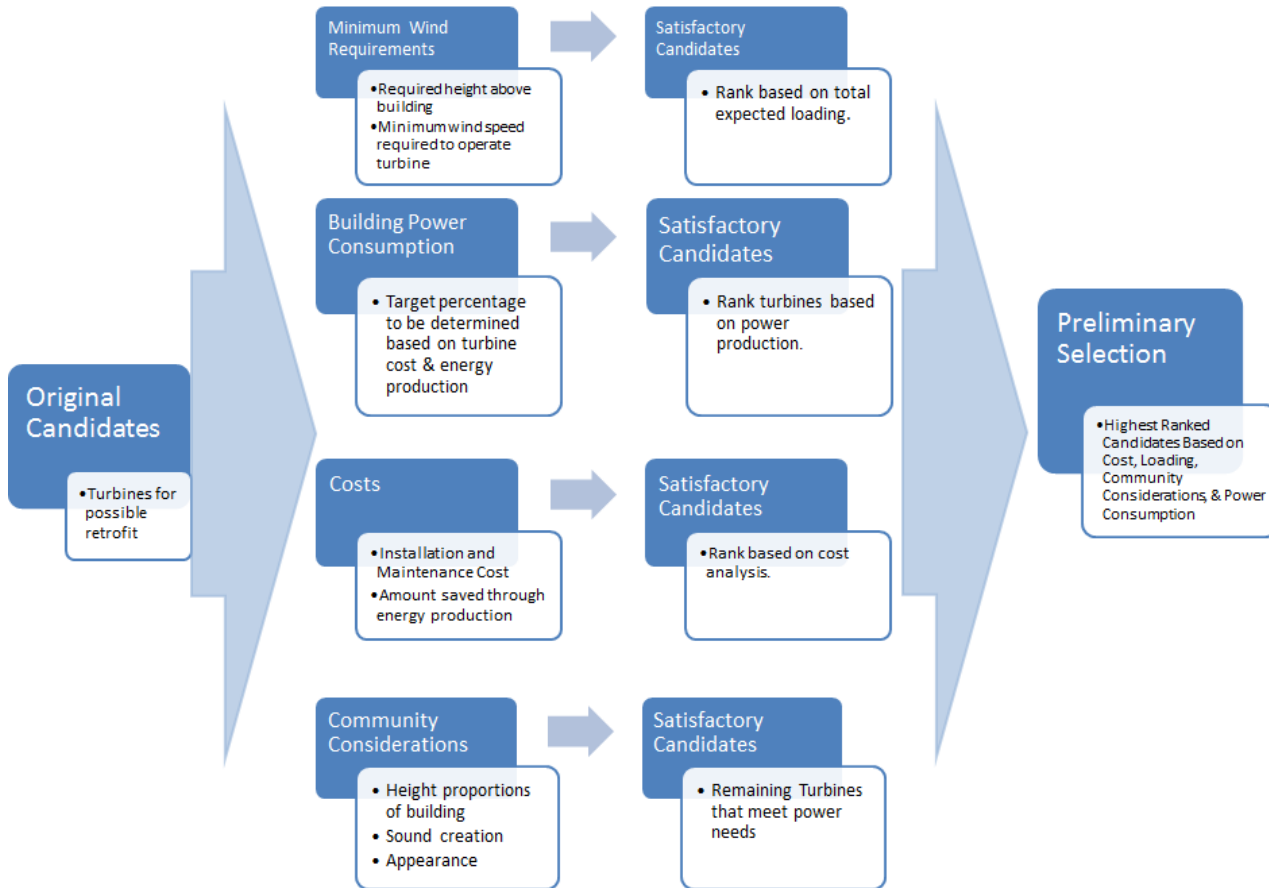 Original
Candidates
•Turbines for
possible
retrofit
Minimum Wind
Requirements
•Required height above
building
•Minimum wind speed
required to operate
turbine
Satisfactory
Candidates
• Rank based on total
expected loading.
Building Power
Consumption
• Target percentage
to be determined
based on turbine
cost & energy
production
Satisfactory
Candidates
• Rank turbines based
on power
production.
Costs
•Installation and
Maintenance Cost
•Amount saved through
energy production
Satisfactory
Candidates
•Rank based on cost
analysis.
Community
Considerations
• Height proportions
of building
• Sound creation
• Appearance
Satisfactory
Candidates
• Remaining Turbines
that meet power
needs
Preliminary
Selection
•Highest Ranked
Candidates Based on
Cost, Loading,
Community
Considerations, & Power
Consumption